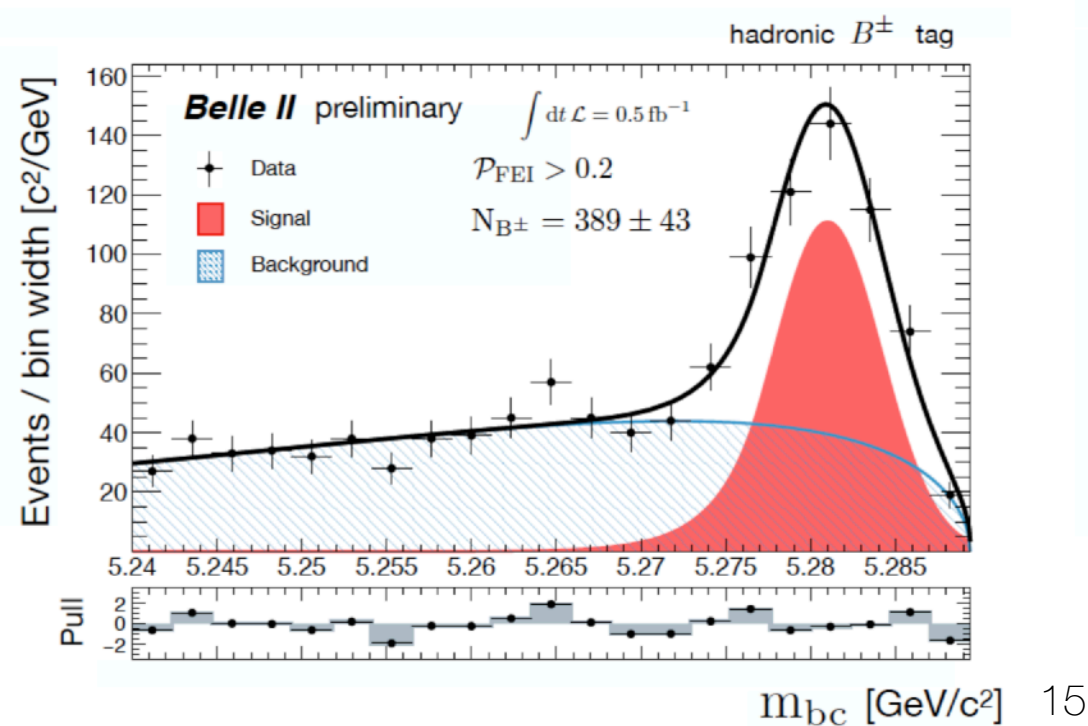 hadronic B± tag
Events / bin width [c²/GeV]
160
140
120
100
80
60
40
20
Belle II preliminary
∫ dt 𝓛 = 0.5 fb⁻¹
Data
𝒫FEI > 0.2
Signal
N_B± = 389 ± 43
Background
5.24 5.245 5.25 5.255 5.26 5.265 5.27 5.275 5.28 5.285
Pull
2
0
−2
m_bc [GeV/c²]
15